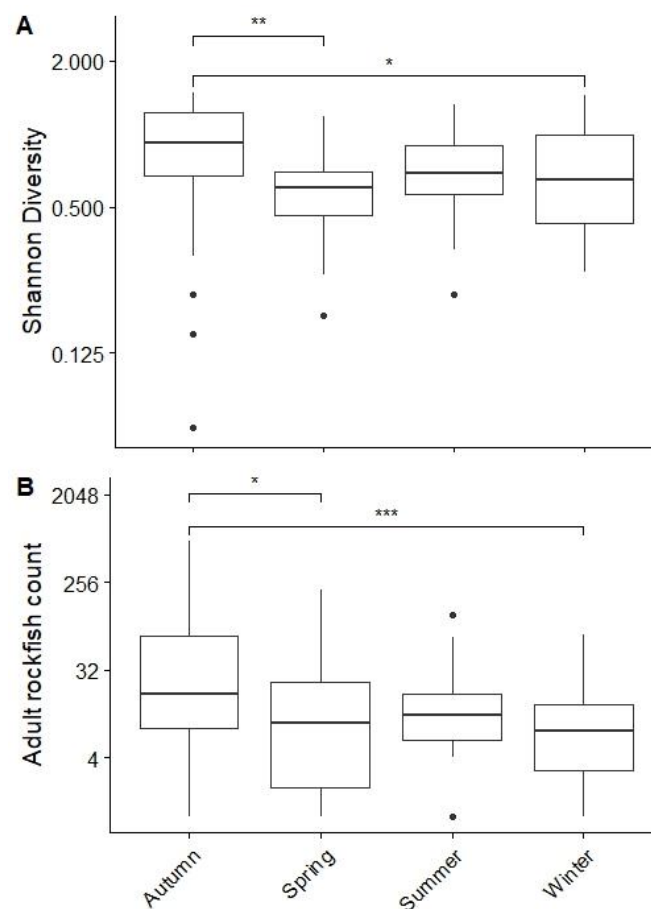 A
**
*
2.000
0.500
0.125
Shannon Diversity
B
*
***
2048
256
32
4
Adult rockfish count
Autumn
Spring
Summer
Winter